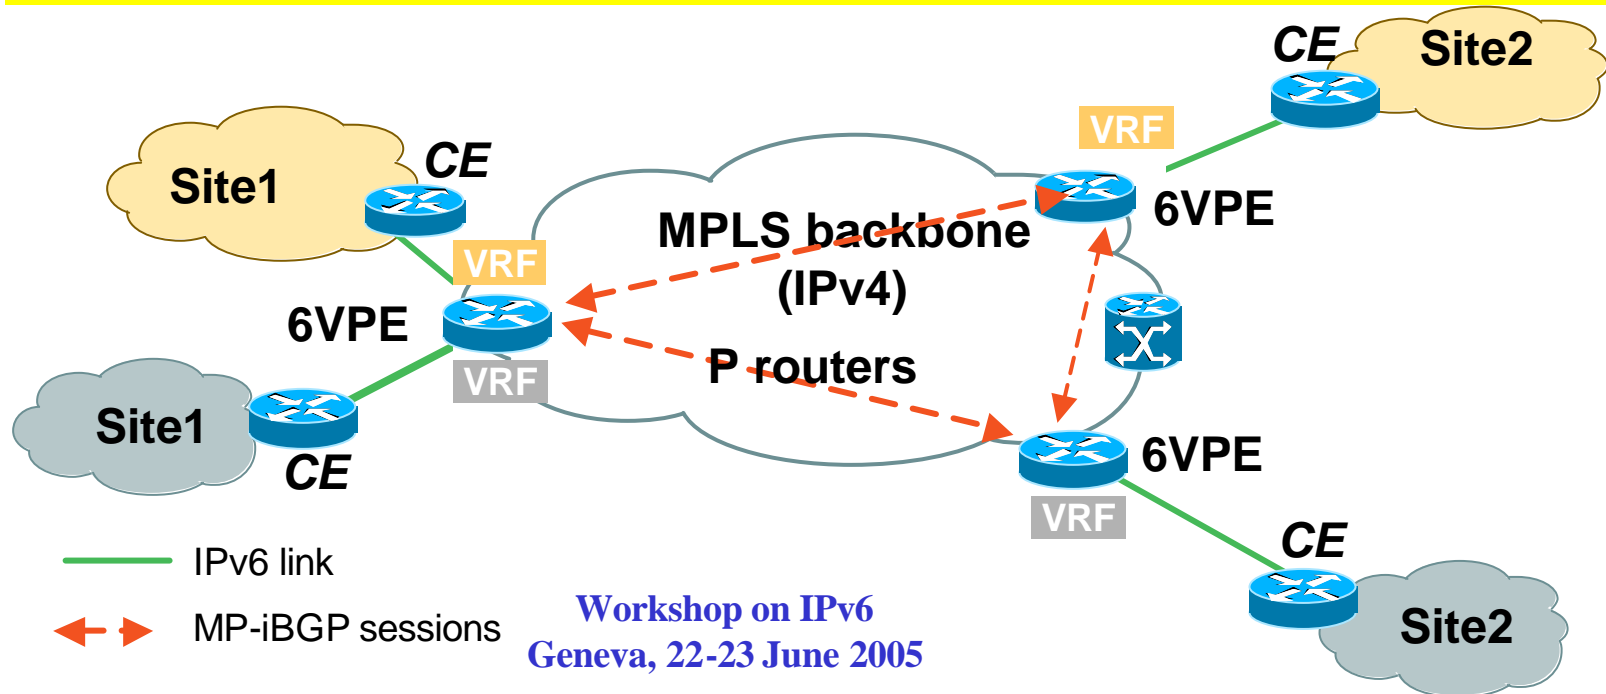 CE
Site2
VRF
CE
Site1
6VPE
MPLS backbone
(IPv4)
VRF
6VPE
P routers
VRF
Site1
CE
6VPE
VRF
CE
Site2
IPv6 link
MP-iBGP sessions
Workshop on IPv6
Geneva, 22-23 June 2005